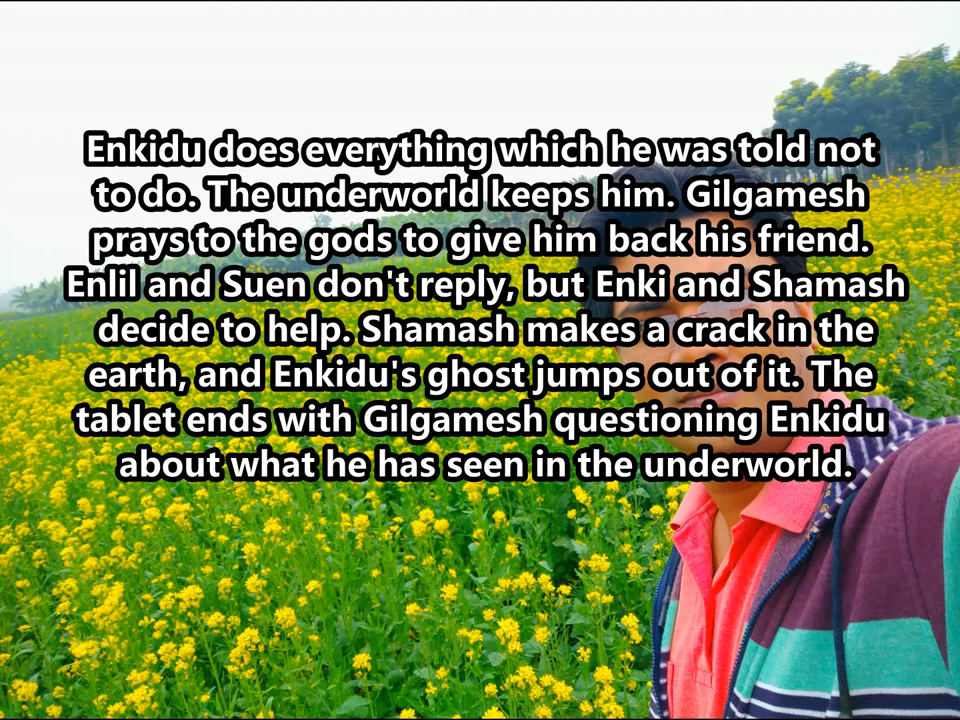 Enkidu does everything which he was told not
to do. The underworld keeps him. Gilgamesh
prays to the gods to give him back his friend.
Enlil and Suen don't reply, but Enki and Shamash
decide to help. Shamash makes a crack in the
earth, and Enkidu's ghost jumps out of it. The
tablet ends with Gilgamesh questioning Enkidu
about what he has seen in the underworld.